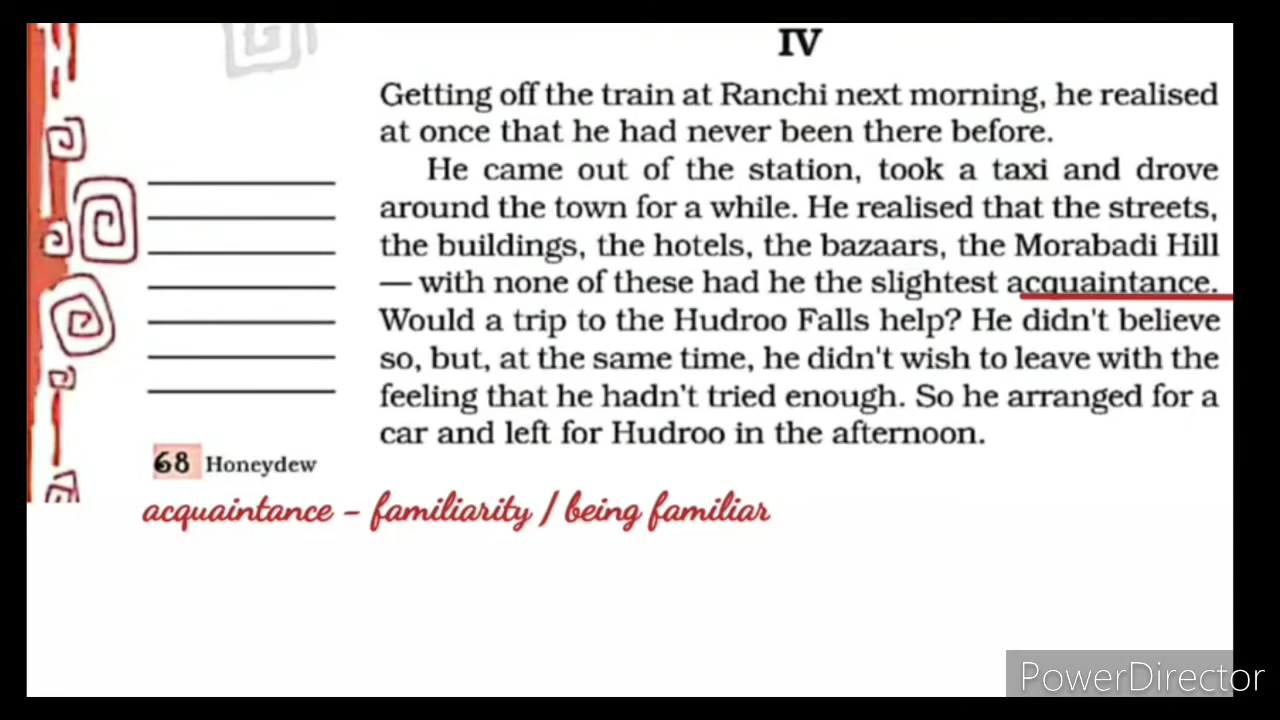 IV
Getting off the train at Ranchi next morning, he realised
at once that he had never been there before.
He came out of the station, took a taxi and drove
around the town for a while. He realised that the streets,
the buildings, the hotels, the bazaars, the Morabadi Hill
— with none of these had he the slightest acquaintance.
Would a trip to the Hudroo Falls help? He didn't believe
so, but, at the same time, he didn't wish to leave with the
feeling that he hadn't tried enough. So he arranged for a
car and left for Hudroo in the afternoon.
68 Honeydew
acquaintance - familiarity / being familiar
PowerDirector